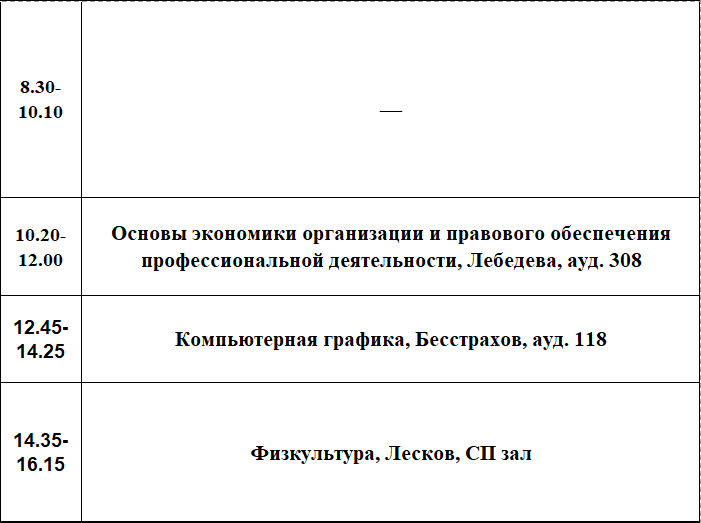 8.30-
10.10
—
10.20-
12.00
Основы экономики организации и правового обеспечения
профессиональной деятельности, Лебедева, ауд. 308
12.45-
14.25
Компьютерная графика, Бесстрахов, ауд. 118
14.35-
16.15
Физкультура, Лесков, СП зал